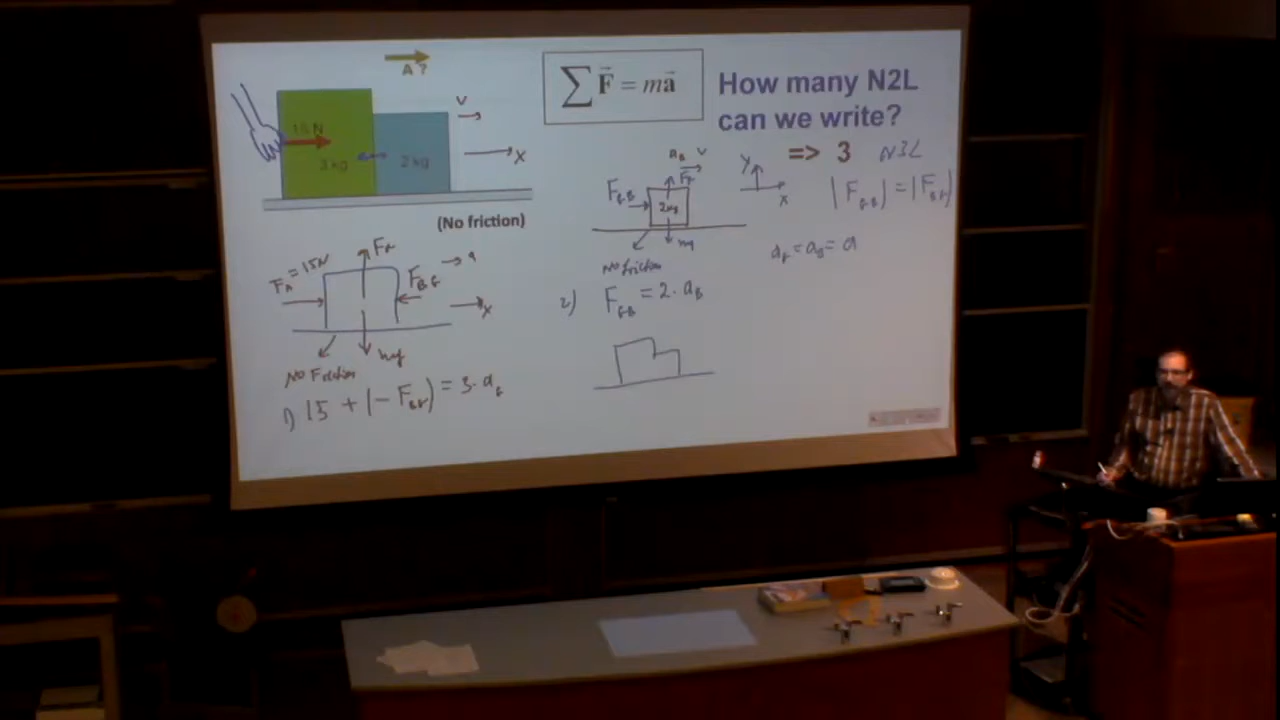 A ?
15 N
3 kg
2 kg
v
x
(No friction)
∑F⃗ = ma⃗
How many N2L
can we write?
=> 3
N3L
|F_GB| = |F_BG|
a_G = a_B = a
y
x
a_B
v
F_N
F_GB
2kg
mg
No friction
2) F_GB = 2·a_B
F_N
F_A = 15N
F_BG
a
x
mg
No Friction
1) 15 + (-F_BG) = 3·a_G